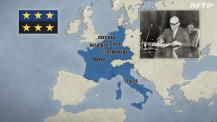 arte
PAYS-BAS
BELGIQUE
R.F.A.
LUXEMBOURG
FRANCE
ITALIE